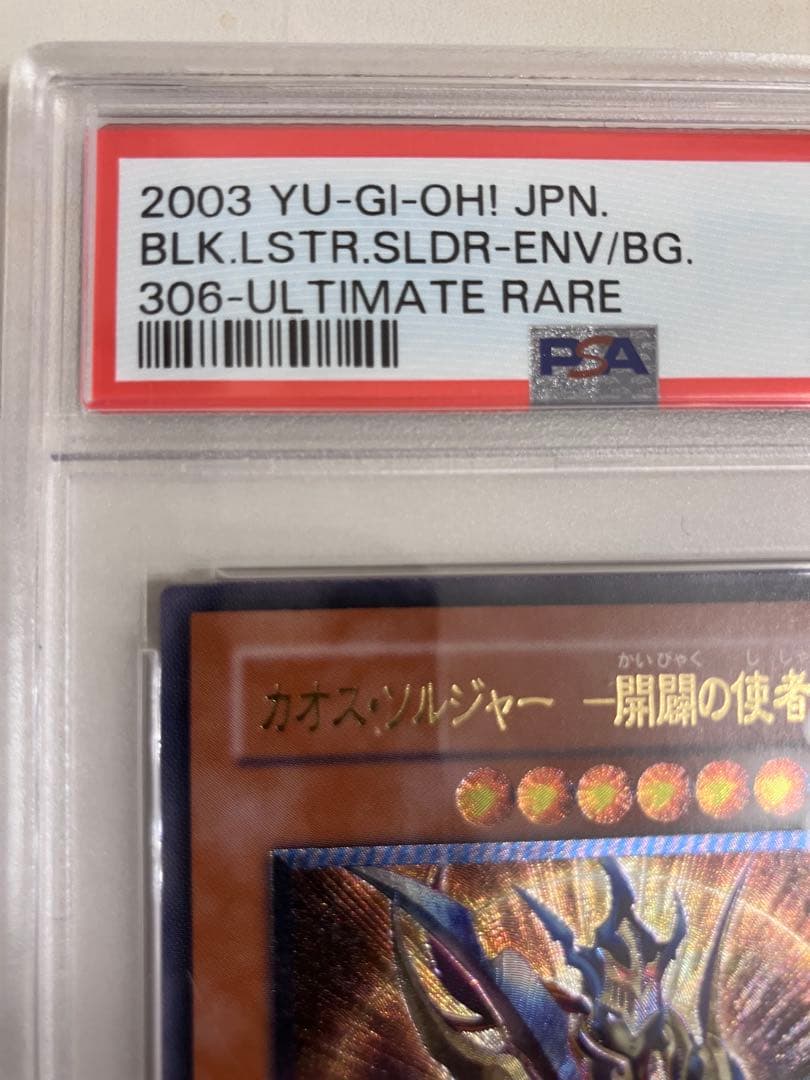 2003 YU-GI-OH! JPN.
BLK.LSTR.SLDR-ENV/BG.
306-ULTIMATE RARE
PSA
かいびゃく
カオス・ソルジャー －開闢の使者